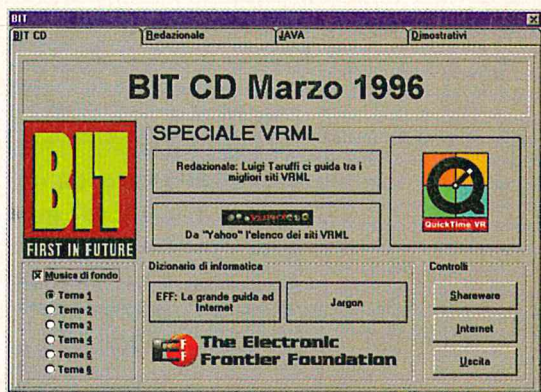 BIT
BIT CD
Redazionale
JAVA
Dimostrativi
BIT CD Marzo 1996
BIT
FIRST IN FUTURE
SPECIALE VRML
Redazionale: Luigi Taruffi ci guida tra i
migliori siti VRML
Da "Yahoo" l'elenco dei siti VRML
QuickTime VR
Musica di fondo
Tema 1
Tema 2
Tema 3
Tema 4
Tema 5
Tema 6
Dizionario di informatica
EFF: La grande guida ad
Internet
Jargon
The Electronic
Frontier Foundation
Controlli
Shareware
Internet
Uscita